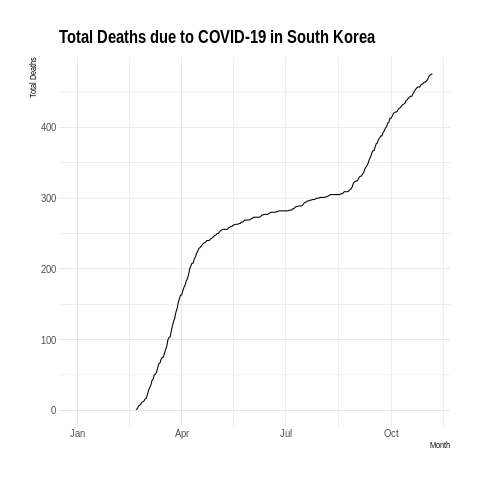 Total Deaths due to COVID-19 in South Korea
Total Deaths
400
300
200
100
0
Jan Apr Jul Oct
Month